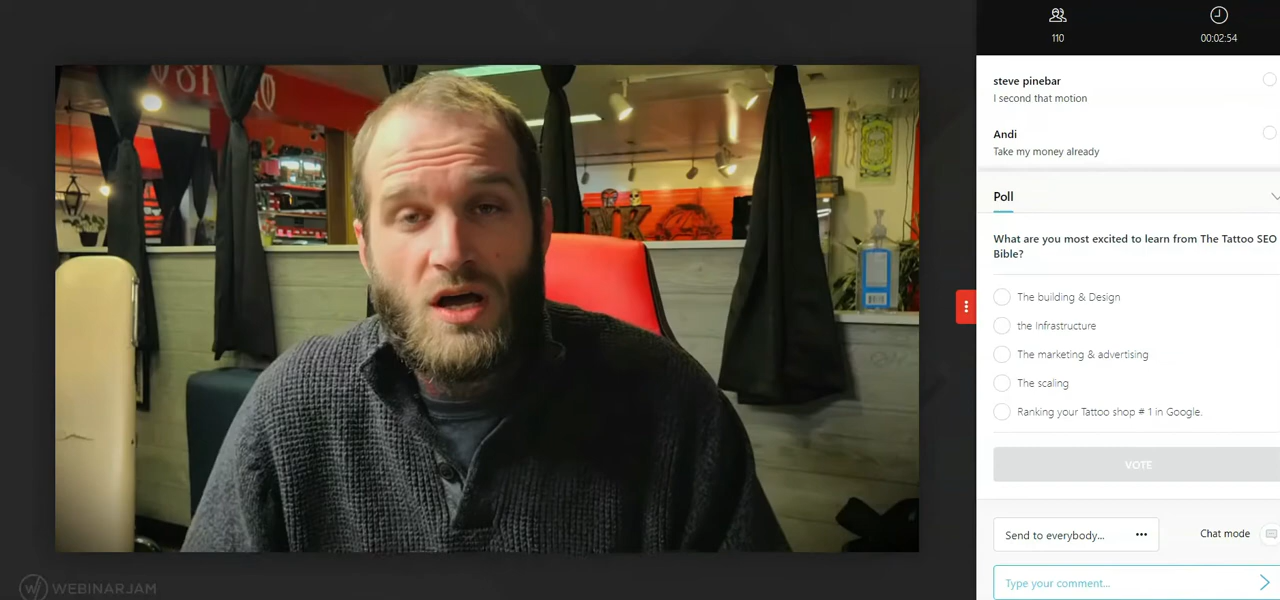 110
00:02:54
steve pinebar
I second that motion
Andi
Take my money already
Poll
What are you most excited to learn from The Tattoo SEO
Bible?
The building & Design
the Infrastructure
The marketing & advertising
The scaling
Ranking your Tattoo shop # 1 in Google.
VOTE
Send to everybody...
Chat mode
Type your comment...
WEBINARJAM